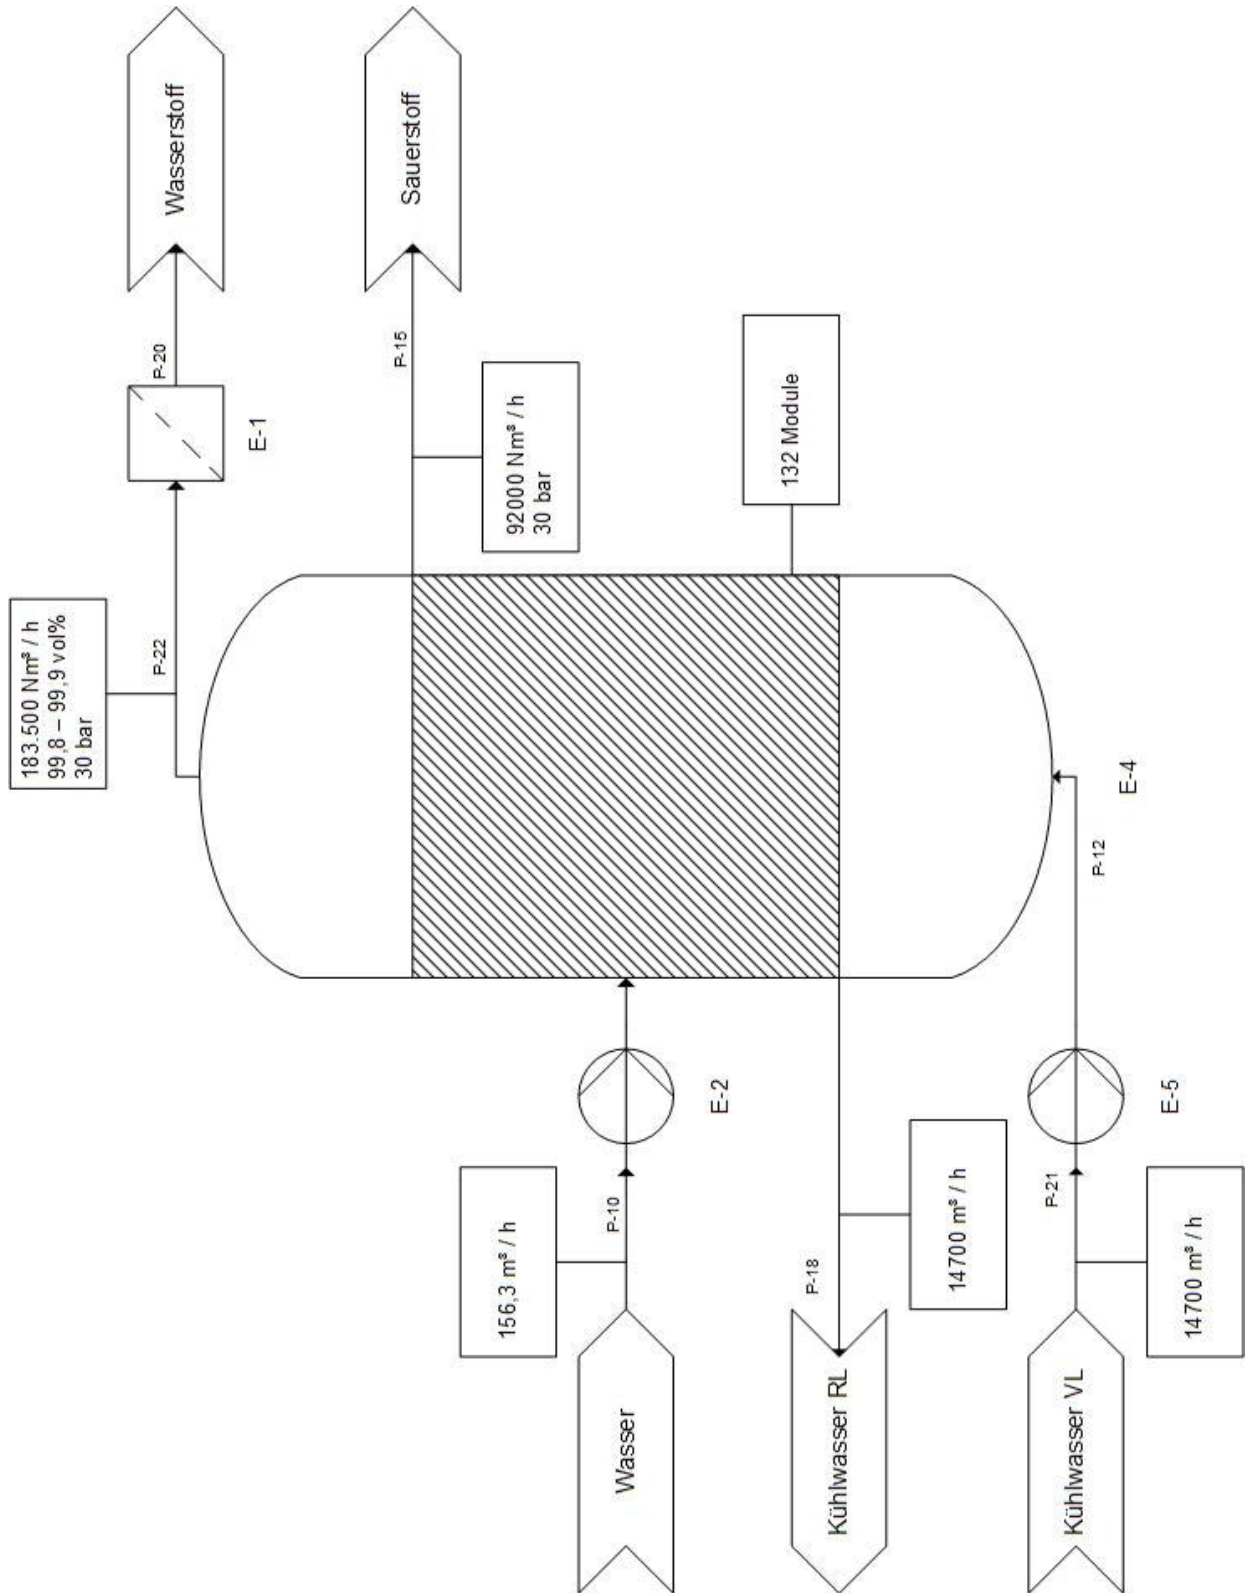 Wasserstoff
P-20
E-1
183.500 Nm³ / h
99,8 – 99,9 vol%
30 bar
P-22
Sauerstoff
P-15
92000 Nm³ / h
30 bar
132 Module
E-4
P-12
E-2
E-5
156,3 m³ / h
P-10
Wasser
P-18
14700 m³ / h
Kühlwasser RL
P-21
14700 m³ / h
Kühlwasser VL